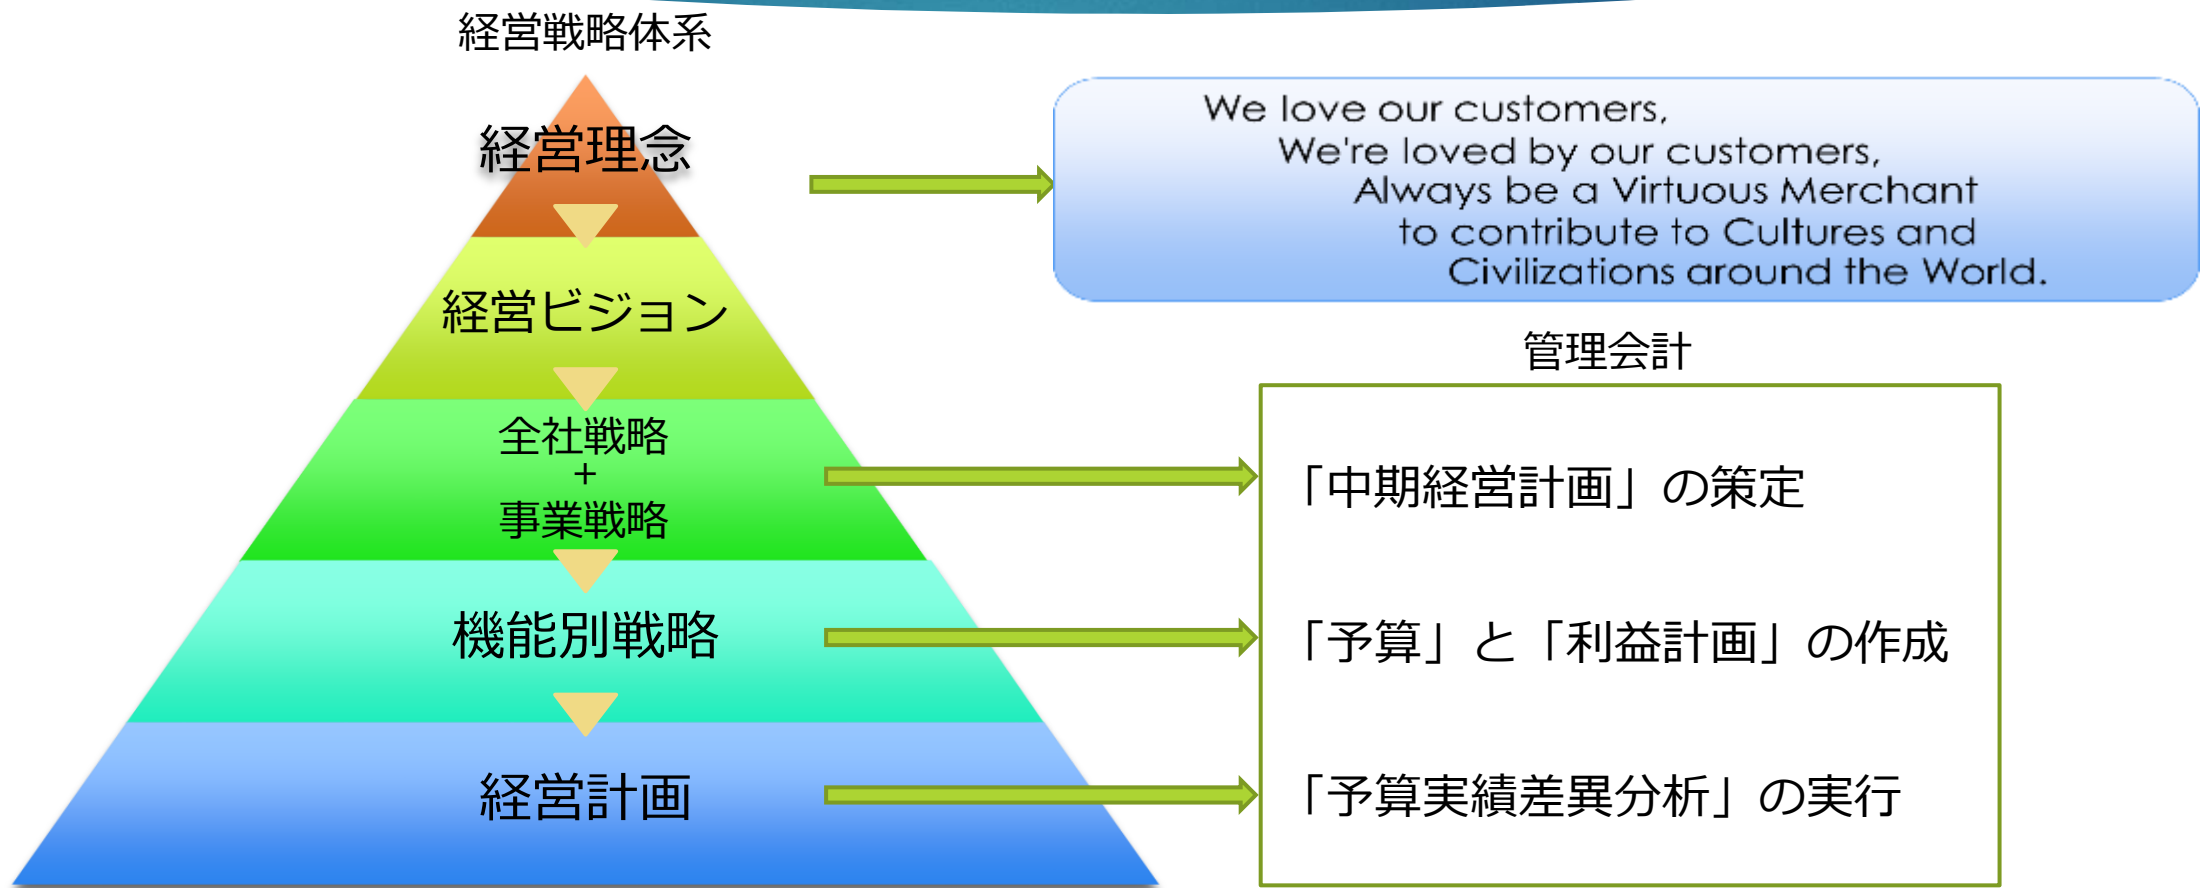 経営戦略体系
経営理念
経営ビジョン
全社戦略
+
事業戦略
機能別戦略
経営計画
We love our customers,
We're loved by our customers,
Always be a Virtuous Merchant
to contribute to Cultures and
Civilizations around the World.
管理会計
「中期経営計画」の策定
「予算」と「利益計画」の作成
「予算実績差異分析」の実行